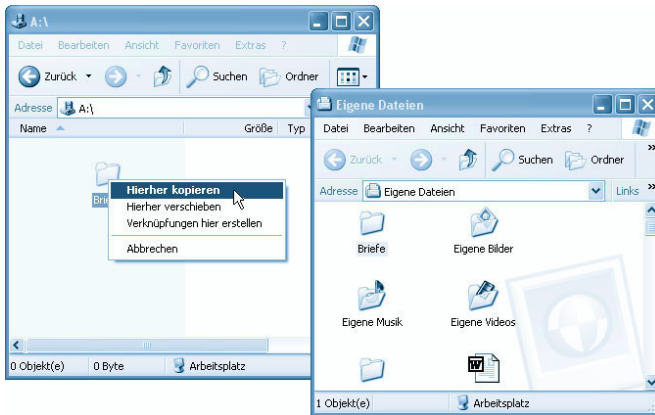 A:\
Datei Bearbeiten Ansicht Favoriten Extras ?
Zurück Suchen Ordner
Adresse A:\
Name Größe Typ
Hierher kopieren
Hierher verschieben
Verknüpfungen hier erstellen
Abbrechen
0 Objekt(e) 0 Byte Arbeitsplatz
Eigene Dateien
Datei Bearbeiten Ansicht Favoriten Extras ? 
Zurück Suchen Ordner »
Adresse Eigene Dateien Links »
Briefe Eigene Bilder
Eigene Musik Eigene Videos
W
1 Objekt(e) Arbeitsplatz